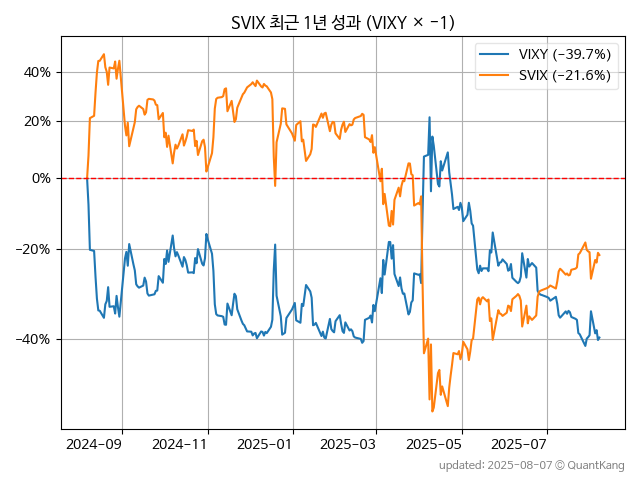 SVIX 최근 1년 성과 (VIXY × −1)
VIXY (−39.7%)
SVIX (−21.6%)
40%
20%
0%
−20%
−40%
2024-09
2024-11
2025-01
2025-03
2025-05
2025-07
updated: 2025-08-07 © QuantKang